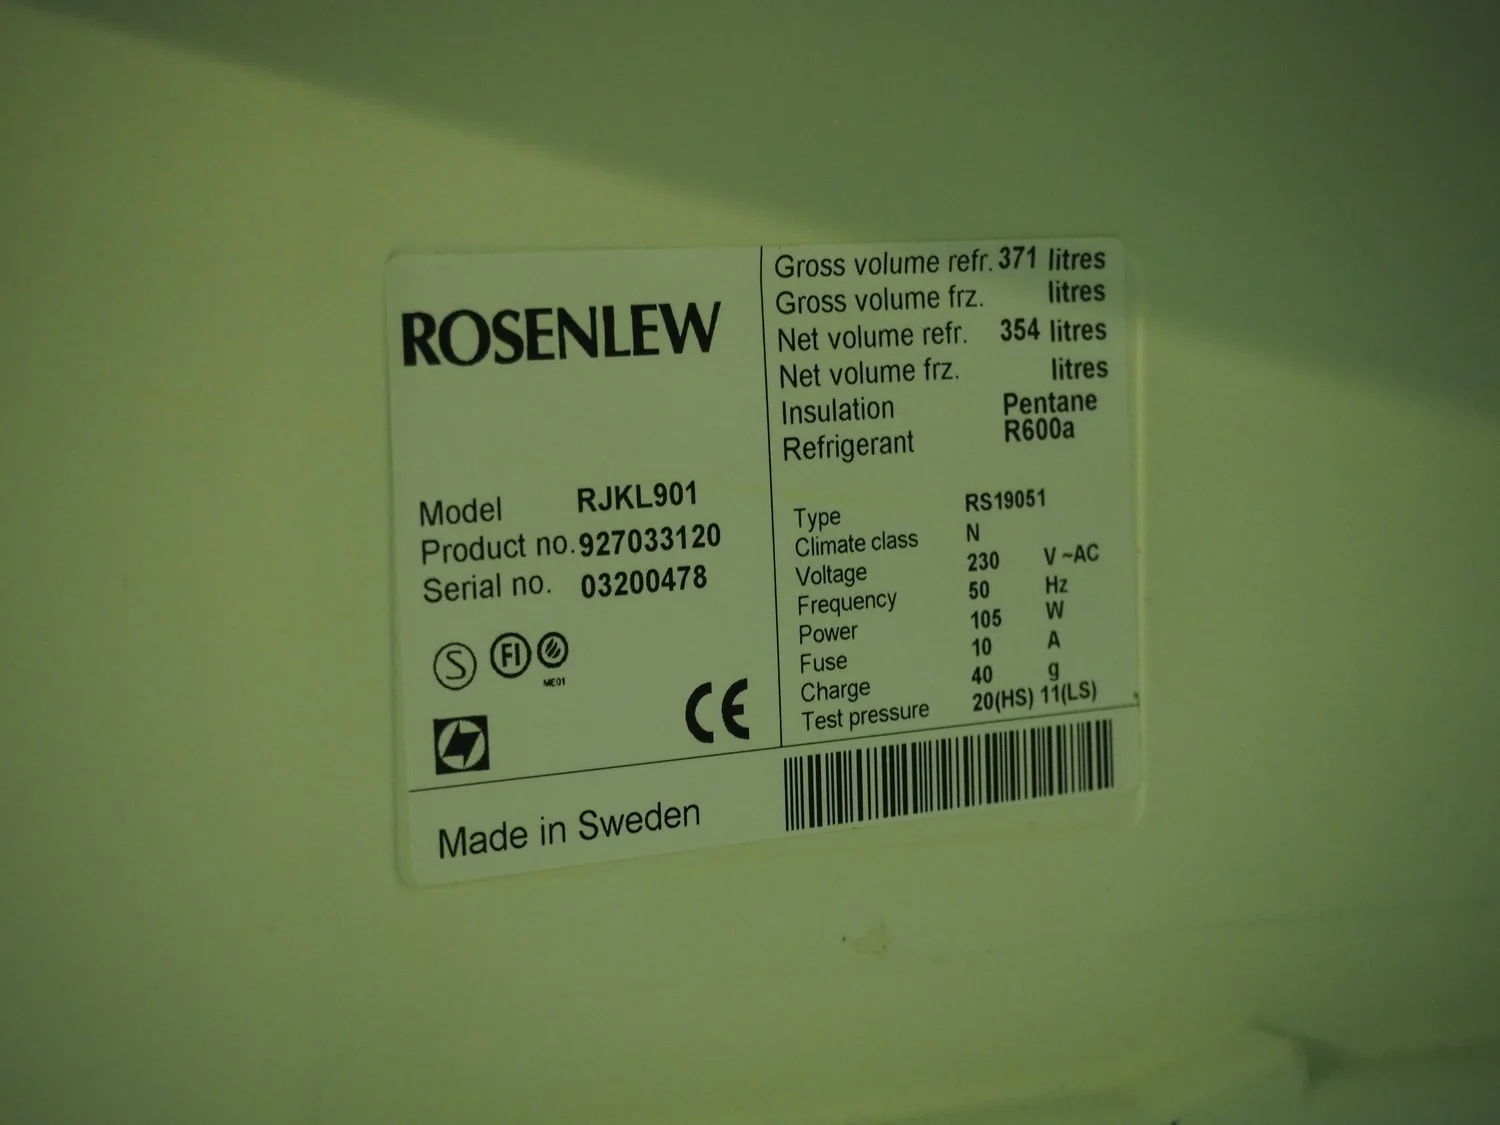 ROSENLEW
Model RJKL901
Product no. 927033120
Serial no. 03200478
S FI
ME01
CE
Made in Sweden
Gross volume refr. 371 litres
Gross volume frz. litres
Net volume refr. 354 litres
Net volume frz. litres
Insulation Pentane
Refrigerant R600a
Type RS19051
Climate class N
Voltage 230 V ~AC
Frequency 50 Hz
Power 105 W
Fuse 10 A
Charge 40 g
Test pressure 20(HS) 11(LS)